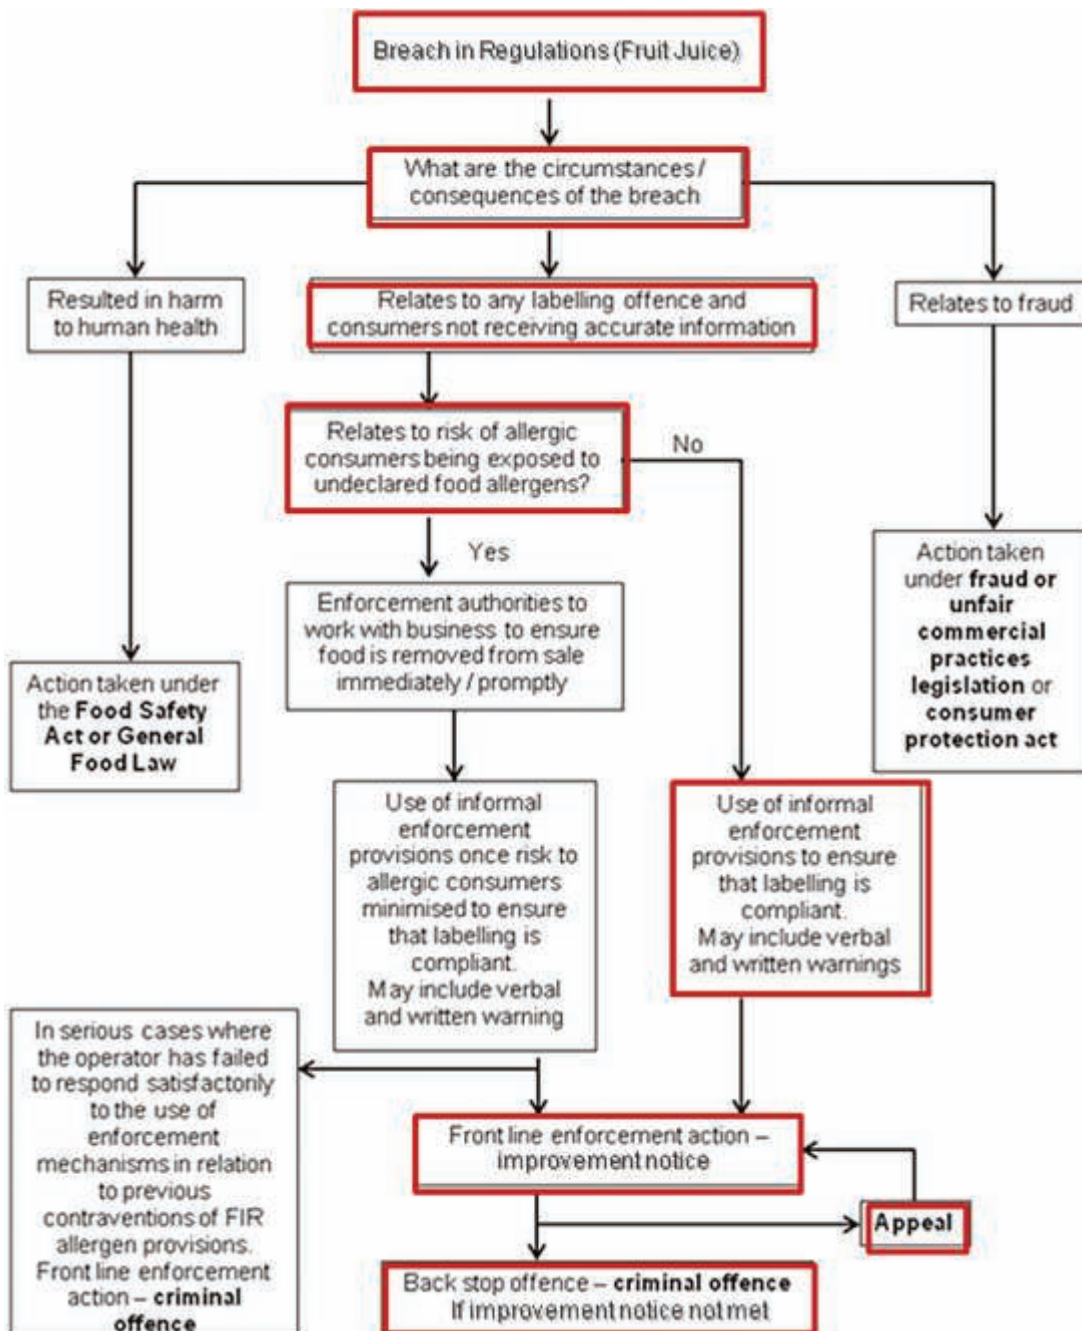 Breach in Regulations (Fruit Juice)
What are the circumstances /
consequences of the breach
Resulted in harm
to human health
Relates to any labelling offence and
consumers not receiving accurate information
Relates to fraud
Relates to risk of allergic
consumers being exposed to
undeclared food allergens?
No
Yes
Enforcement authorities to
work with business to ensure
food is removed from sale
immediately / promptly
Action taken
under fraud or
unfair
commercial
practices
legislation or
consumer
protection act
Action taken under
the Food Safety
Act or General
Food Law
Use of informal
enforcement
provisions once risk to
allergic consumers
minimised to ensure
that labelling is
compliant.
May include verbal
and written warning
Use of informal
enforcement
provisions to ensure
that labelling is
compliant.
May include verbal
and written warnings
In serious cases where
the operator has failed
to respond satisfactorily
to the use of
enforcement
mechanisms in relation
to previous
contraventions of FIR
allergen provisions.
Front line enforcement
action – criminal
offence
Front line enforcement action –
improvement notice
Appeal
Back stop offence – criminal offence
If improvement notice not met